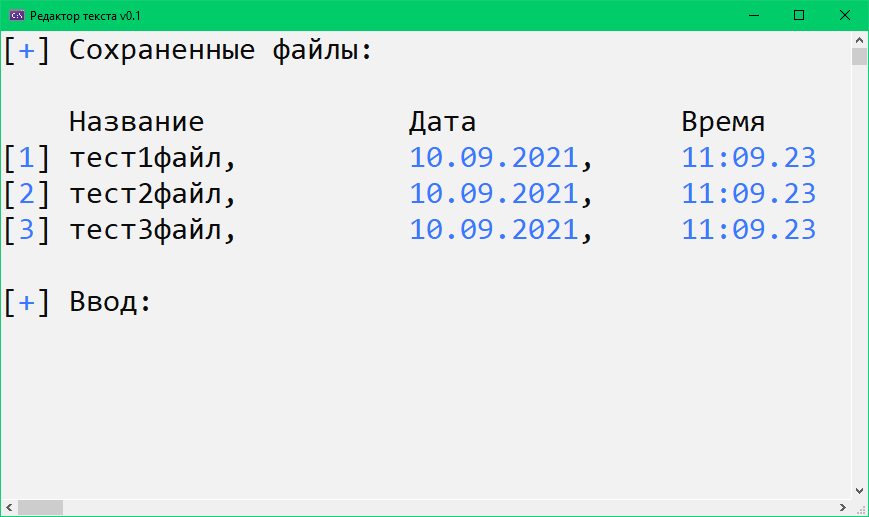 Редактор текста v0.1
[+] Сохраненные файлы:
Название Дата Время
[1] тест1файл, 10.09.2021, 11:09.23
[2] тест2файл, 10.09.2021, 11:09.23
[3] тест3файл, 10.09.2021, 11:09.23
[+] Ввод: